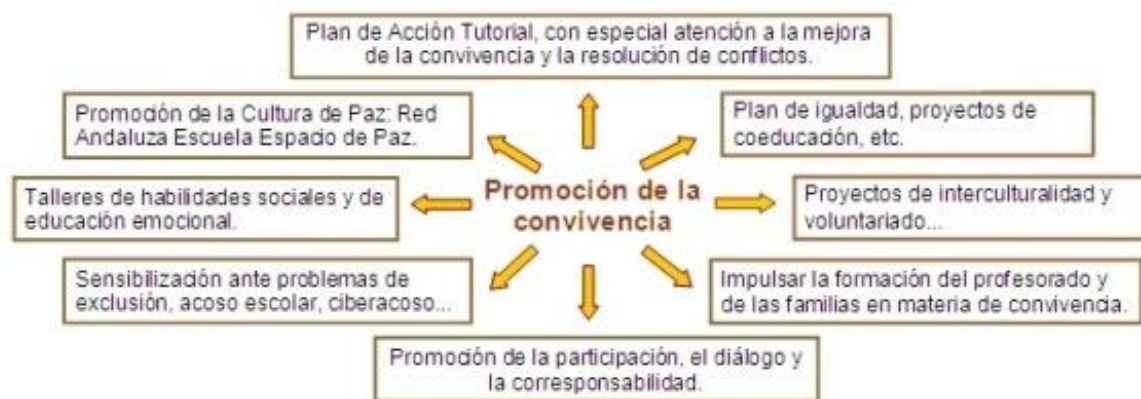 Plan de Acción Tutorial, con especial atención a la mejora
de la convivencia y la resolución de conflictos.
Promoción de la Cultura de Paz: Red
Andaluza Escuela Espacio de Paz.
Plan de igualdad, proyectos de
coeducación, etc.
Talleres de habilidades sociales y de
educación emocional.
Promoción de la
convivencia
Proyectos de interculturalidad y
voluntariado...
Sensibilización ante problemas de
exclusión, acoso escolar, ciberacoso...
Impulsar la formación del profesorado y
de las familias en materia de convivencia.
Promoción de la participación, el diálogo y
la corresponsabilidad.